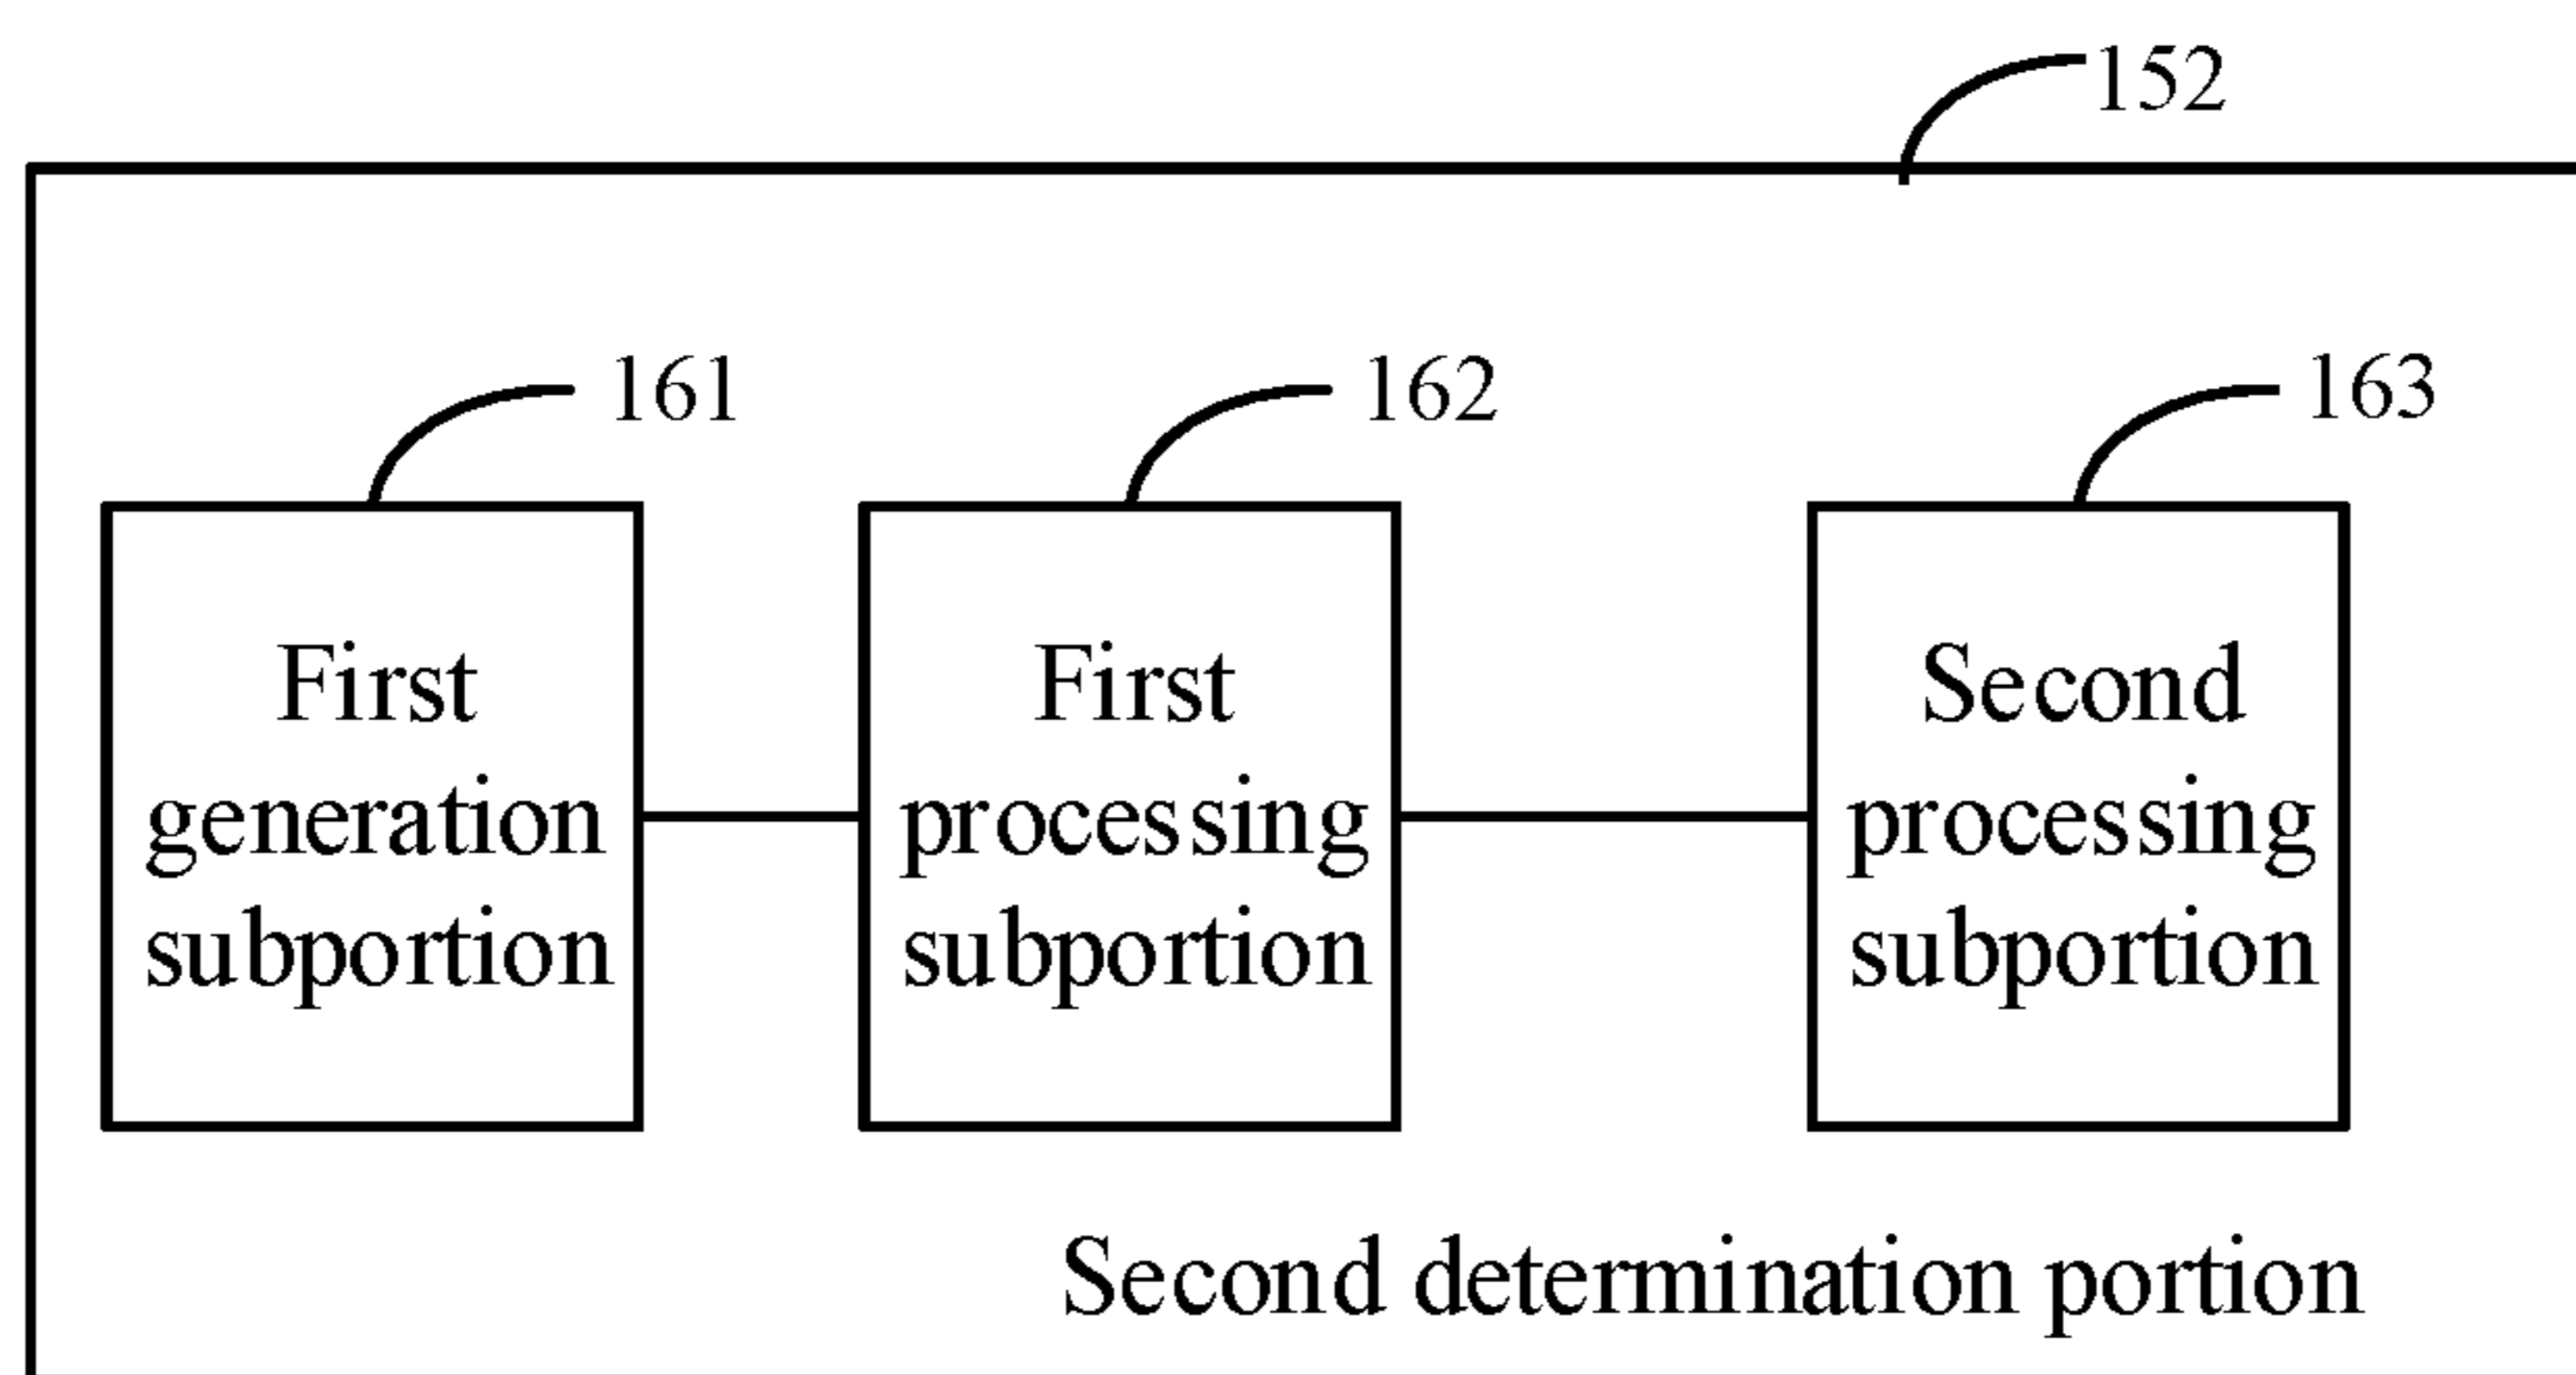 152
161
162
163
First
generation
subportion
First
processing
subportion
Second
processing
subportion
Second determination portion